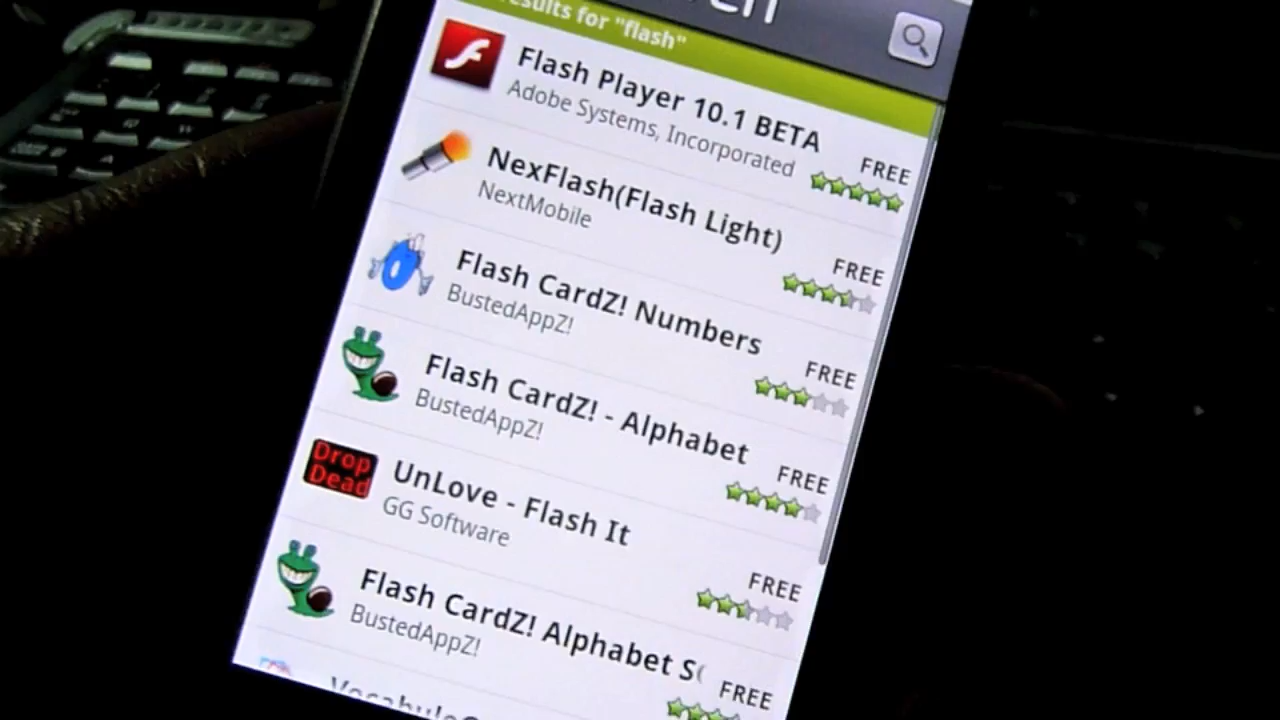 results for "flash"
Flash Player 10.1 BETA
Adobe Systems, Incorporated
FREE
NexFlash(Flash Light)
NextMobile
FREE
Flash CardZ! Numbers
BustedAppZ!
FREE
Flash CardZ! - Alphabet
BustedAppZ!
FREE
Drop
Dead
UnLove - Flash It
GG Software
FREE
Flash CardZ! Alphabet
BustedAppZ!
FREE